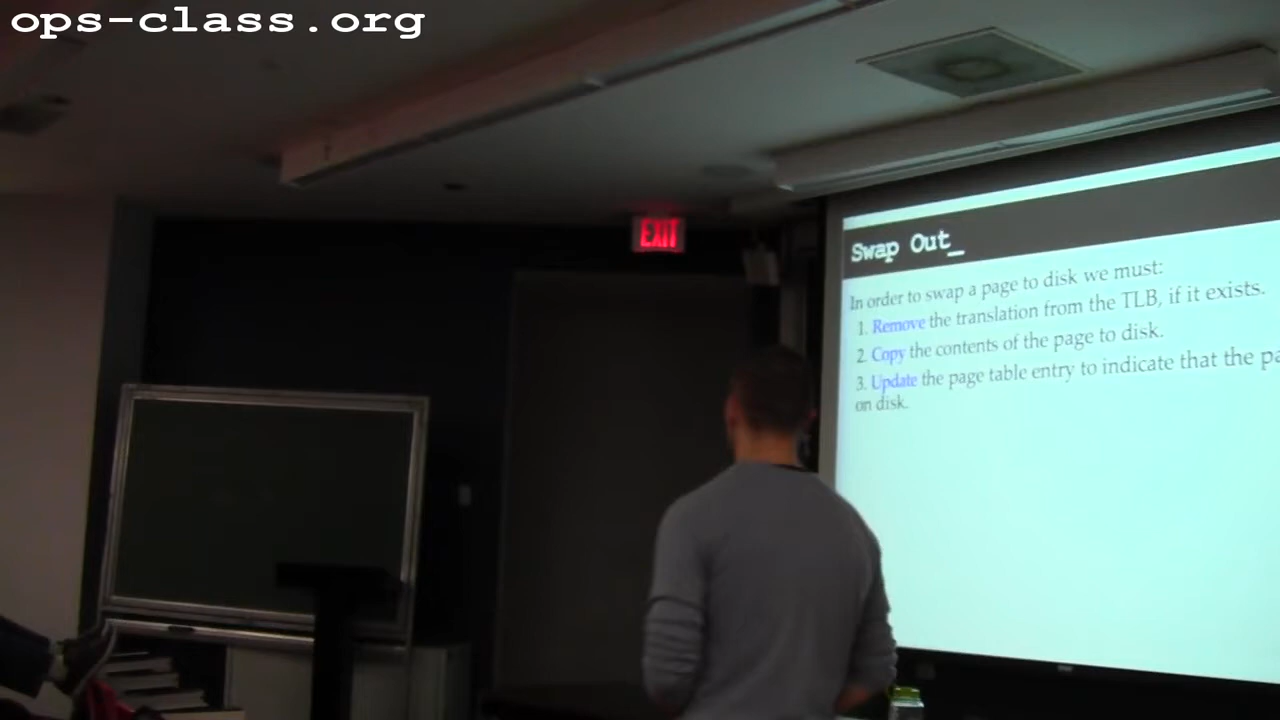 ops-class.org
EXIT
Swap Out_
In order to swap a page to disk we must:
1. Remove the translation from the TLB, if it exists.
2. Copy the contents of the page to disk.
3. Update the page table entry to indicate that the
on disk.